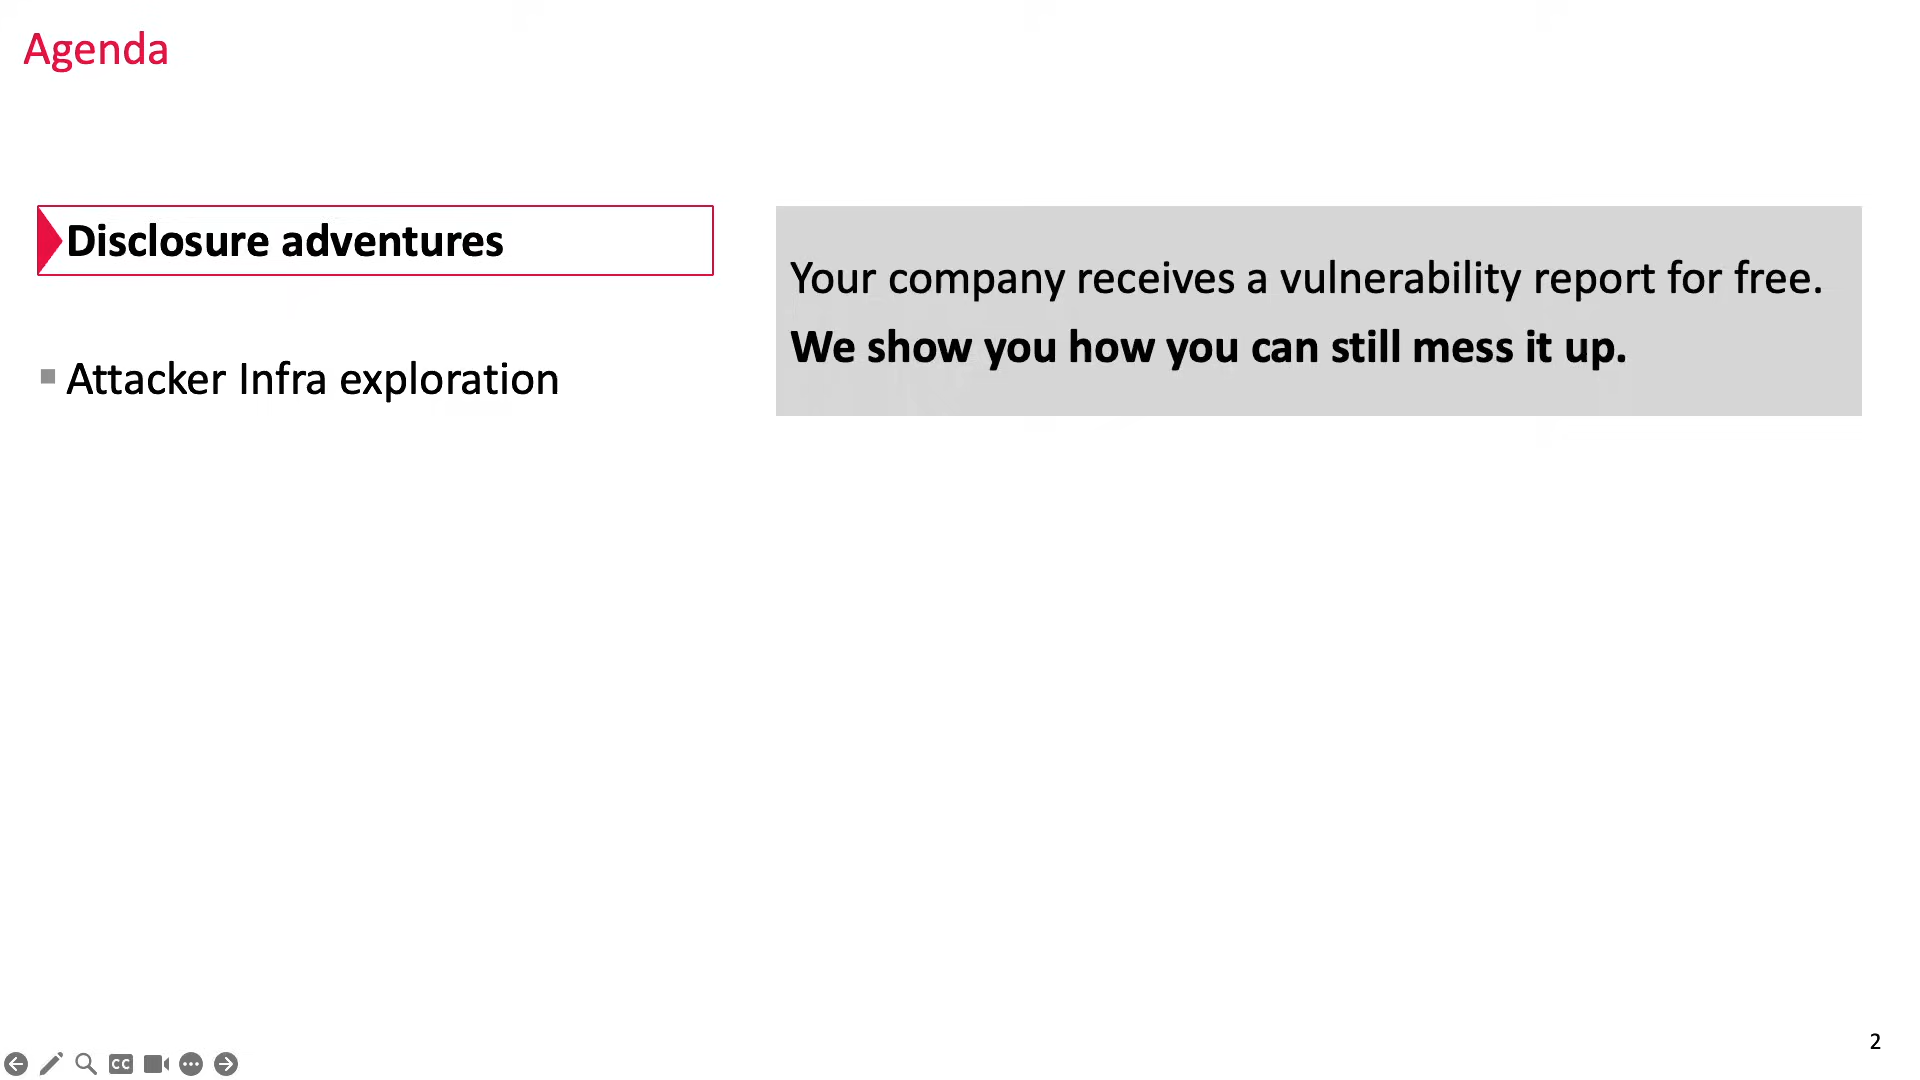 Agenda
Disclosure adventures
Attacker Infra exploration
Your company receives a vulnerability report for free.
We show you how you can still mess it up.
2
CC